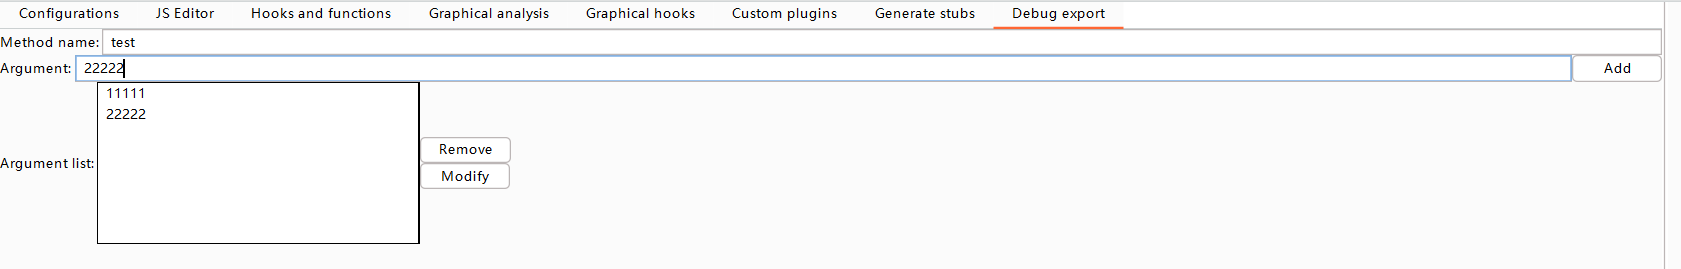 Configurations JS Editor Hooks and functions Graphical analysis Graphical hooks Custom plugins Generate stubs Debug export
Method name: test
Argument: 22222 Add
11111
22222
Remove
Argument list:
Modify